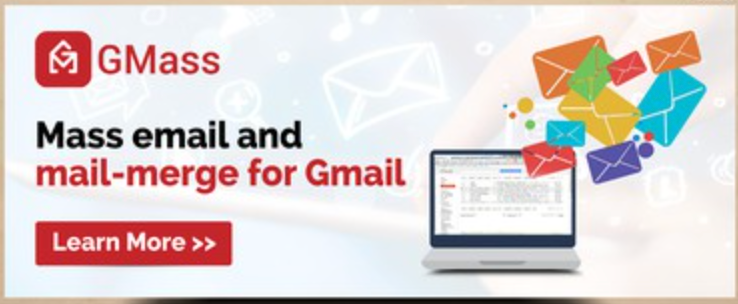 GMass
Mass email and
mail-merge for Gmail
Learn More >>